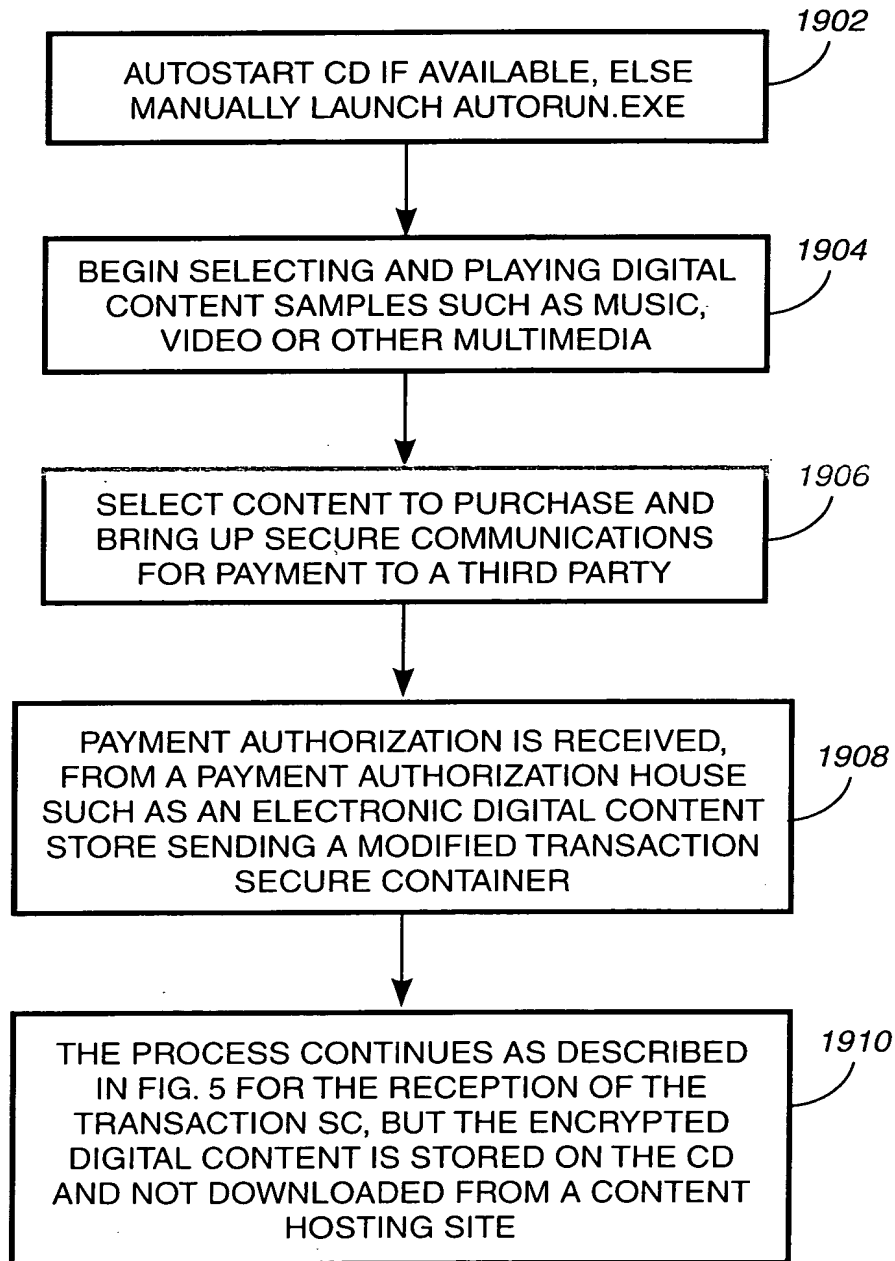 1902
AUTOSTART CD IF AVAILABLE, ELSE
MANUALLY LAUNCH AUTORUN.EXE
1904
BEGIN SELECTING AND PLAYING DIGITAL
CONTENT SAMPLES SUCH AS MUSIC,
VIDEO OR OTHER MULTIMEDIA
1906
SELECT CONTENT TO PURCHASE AND
BRING UP SECURE COMMUNICATIONS
FOR PAYMENT TO A THIRD PARTY
1908
PAYMENT AUTHORIZATION IS RECEIVED,
FROM A PAYMENT AUTHORIZATION HOUSE
SUCH AS AN ELECTRONIC DIGITAL CONTENT
STORE SENDING A MODIFIED TRANSACTION
SECURE CONTAINER
1910
THE PROCESS CONTINUES AS DESCRIBED
IN FIG. 5 FOR THE RECEPTION OF THE
TRANSACTION SC, BUT THE ENCRYPTED
DIGITAL CONTENT IS STORED ON THE CD
AND NOT DOWNLOADED FROM A CONTENT
HOSTING SITE